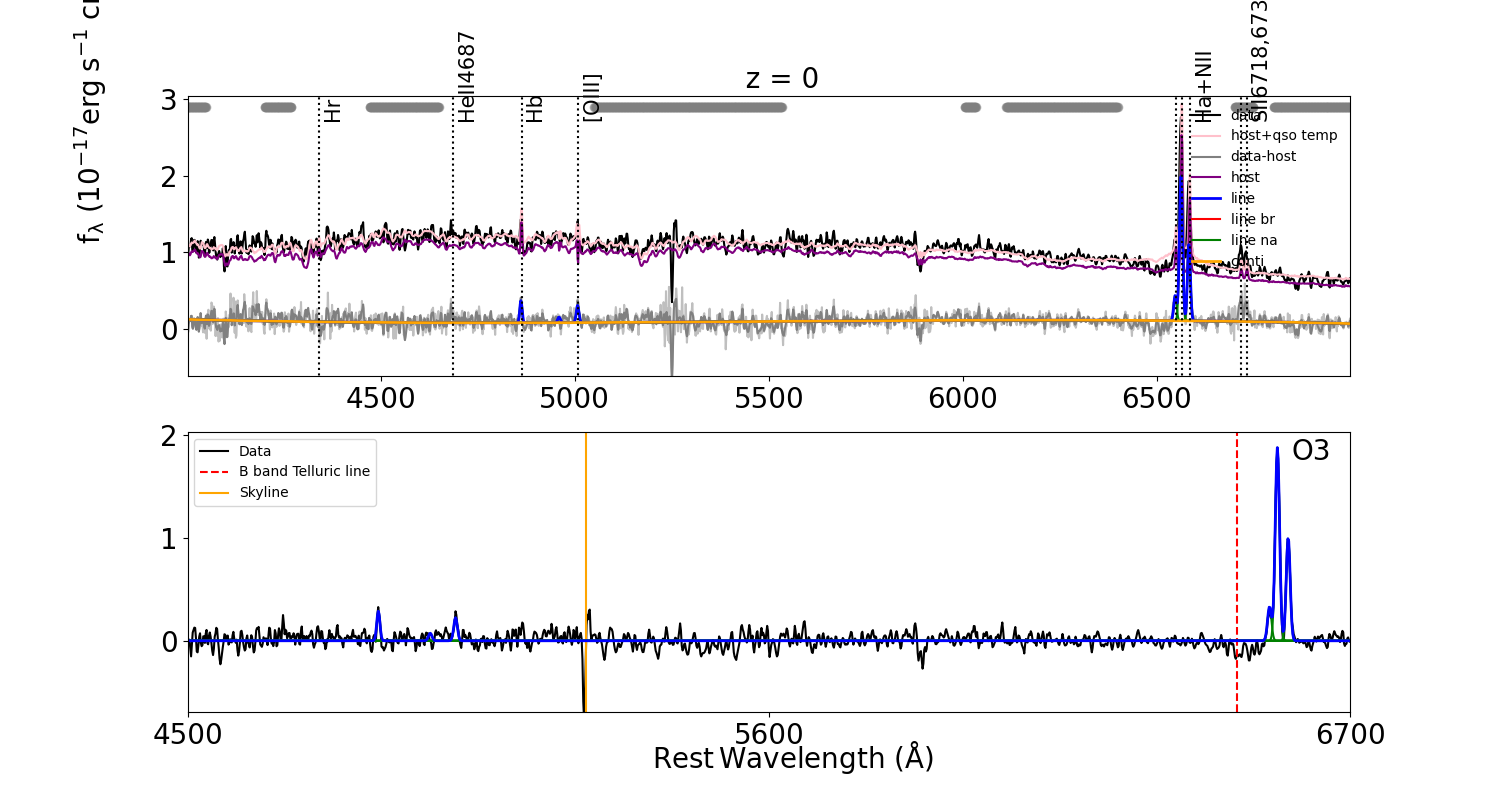 z = 0
fλ (10⁻¹⁷erg s⁻¹ c
Hr
HeII4687
Hb
[OIII]
Ha+NII
SII6718,673
3
2
1
0
data
host+qso temp
data-host
host
line
line br
line na
conti
4500
5000
5500
6000
6500
2
1
0
Data
B band Telluric line
Skyline
O3
4500
5600
6700
Rest Wavelength (Å)